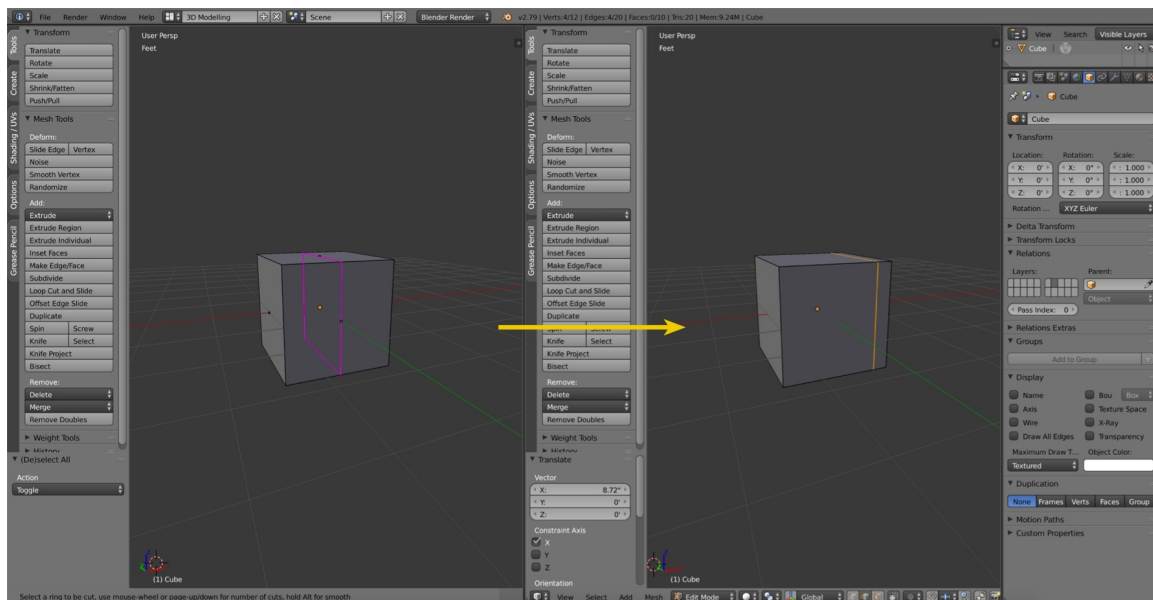 File Render Window Help 3D Modelling Scene Blender Render v2.79 | Verts:4/12 | Edges:4/20 | Faces:0/10 | Tris:20 | Mem:9.24M | Cube
Tools
Create
Shading / UVs
Options
Grease Pencil
Transform
Translate
Rotate
Scale
Shrink/Fatten
Push/Pull
Mesh Tools
Deform:
Slide Edge Vertex
Noise
Smooth Vertex
Randomize
Add:
Extrude
Extrude Region
Extrude Individual
Inset Faces
Make Edge/Face
Subdivide
Loop Cut and Slide
Offset Edge Slide
Duplicate
Spin Screw
Knife Select
Knife Project
Bisect
Remove:
Delete
Merge
Remove Doubles
Weight Tools
History
(De)select All
Action
Toggle
User Persp
Feet
(1) Cube
Select a ring to be cut, use mouse-wheel or page-up/down for number of cuts, hold Alt for smooth
Tools
Create
Shading / UVs
Options
Grease Pencil
Transform
Translate
Rotate
Scale
Shrink/Fatten
Push/Pull
Mesh Tools
Deform:
Slide Edge Vertex
Noise
Smooth Vertex
Randomize
Add:
Extrude
Extrude Region
Extrude Individual
Inset Faces
Make Edge/Face
Subdivide
Loop Cut and Slide
Offset Edge Slide
Duplicate
Spin Screw
Knife Select
Knife Project
Bisect
Remove:
Delete
Merge
Remove Doubles
Weight Tools
History
Translate
Vector
X: 8.72"
Y: 0'
Z: 0'
Constraint Axis
X
Y
Z
Orientation
User Persp
Feet
(1) Cube
View Select Add Mesh Edit Mode Global
View Search Visible Layers
Cube
Cube
Cube
Transform
Location: Rotation: Scale:
X: 0' X: 0° : 1.000
Y: 0' Y: 0° : 1.000
Z: 0' Z: 0° : 1.000
Rotation ... XYZ Euler
Delta Transform
Transform Locks
Relations
Layers: Parent:
Object
Pass Index: 0
Relations Extras
Groups
Add to Group
Display
Name Bou Box
Axis Texture Space
Wire X-Ray
Draw All Edges Transparency
Maximum Draw T... Object Color:
Textured
Duplication
None Frames Verts Faces Group
Motion Paths
Custom Properties